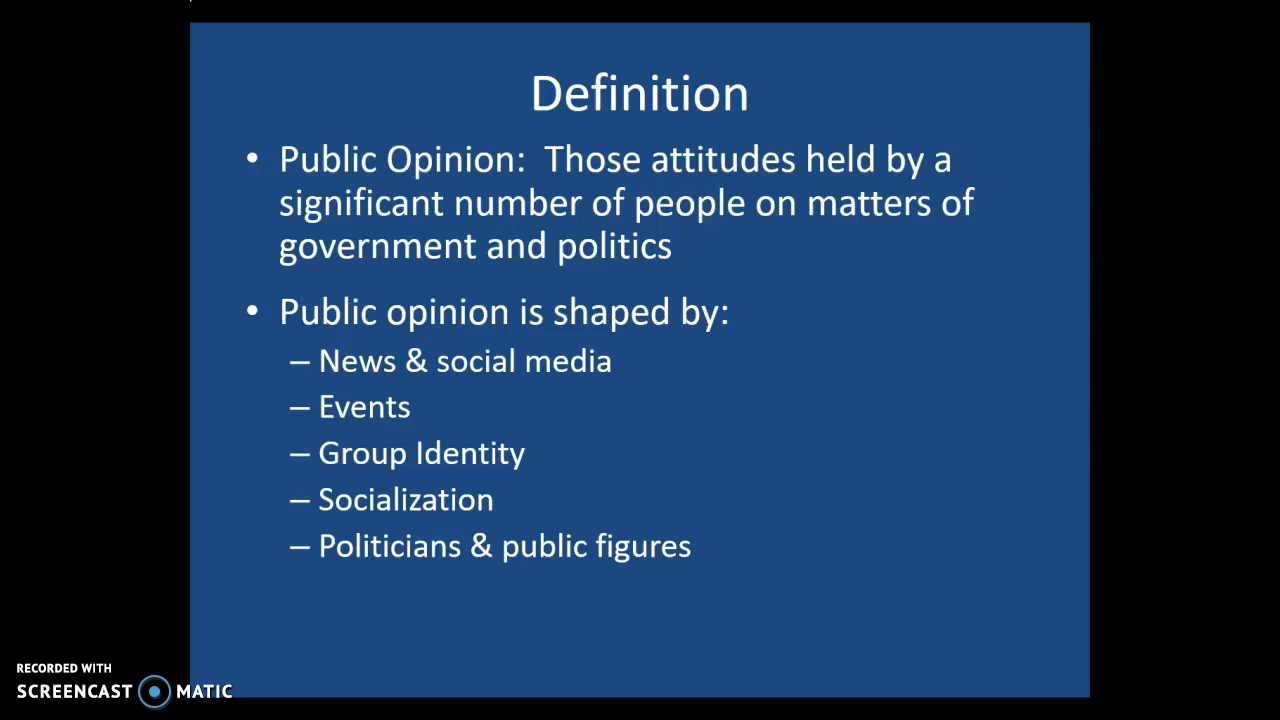 Definition
• Public Opinion:  Those attitudes held by a
significant number of people on matters of
government and politics
• Public opinion is shaped by:
– News & social media
– Events
– Group Identity
– Socialization
– Politicians & public figures
RECORDED WITH
SCREENCAST MATIC